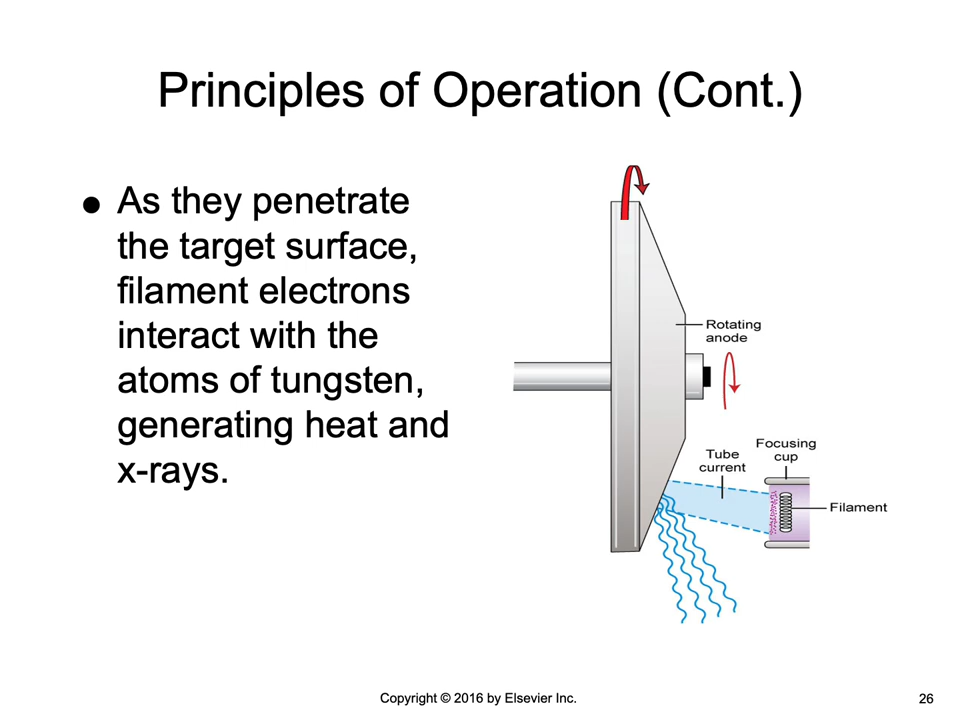 Principles of Operation (Cont.)
● As they penetrate
the target surface,
filament electrons
interact with the
atoms of tungsten,
generating heat and
x-rays.
Rotating
anode
Focusing
cup
Tube
current
Filament
Copyright © 2016 by Elsevier Inc.
26